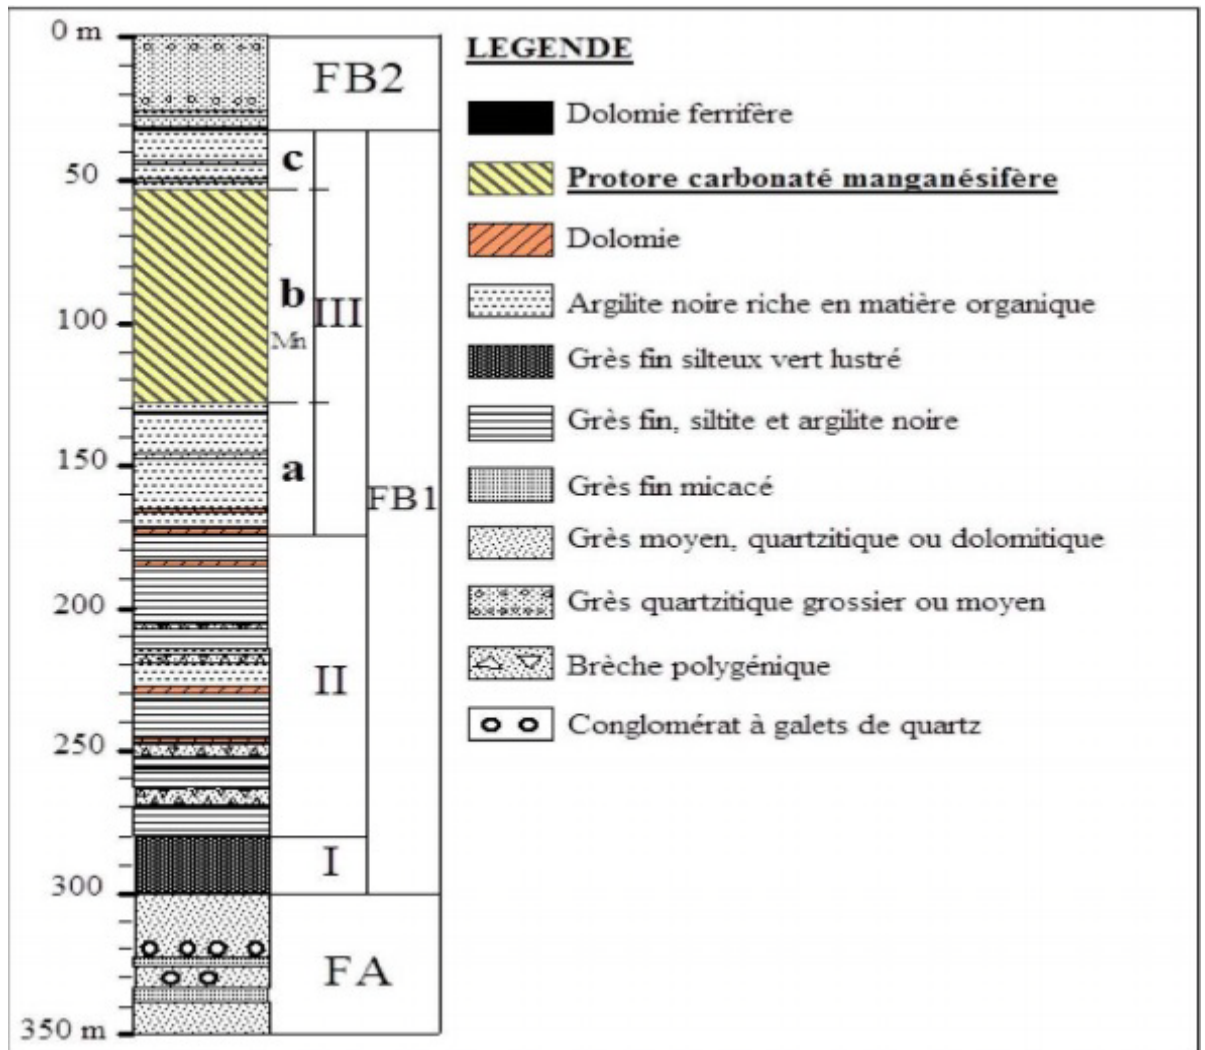 0 m
50
100
150
200
250
300
350 m
FB2
c
b
Mn
a
III
II
I
FB1
FA
LEGENDE
Dolomie ferrifère
Protore carbonaté manganésifère
Dolomie
Argilite noire riche en matière organique
Grès fin silteux vert lustré
Grès fin, siltite et argilite noire
Grès fin micacé
Grès moyen, quartzitique ou dolomitique
Grès quartzitique grossier ou moyen
Brèche polygénique
Conglomérat à galets de quartz